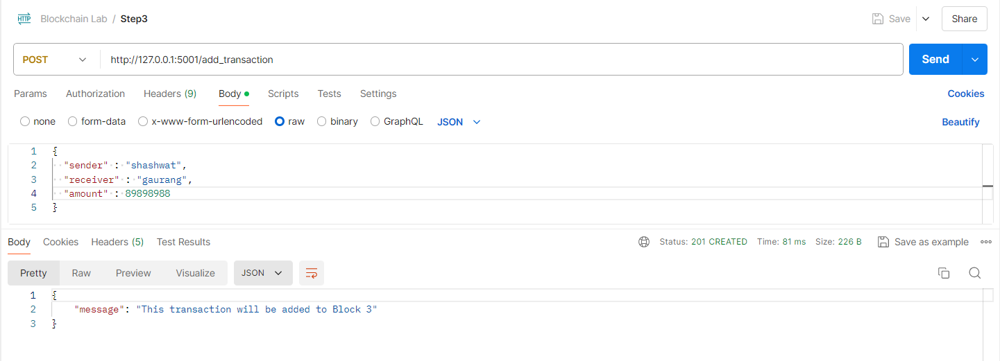 HTTP Blockchain Lab / Step3 Save Share
POST http://127.0.0.1:5001/add_transaction Send
Params Authorization Headers (9) Body Scripts Tests Settings Cookies
none form-data x-www-form-urlencoded raw binary GraphQL JSON Beautify
1 {
2 "sender" : "shashwat",
3 "receiver" : "gaurang",
4 "amount" : 89898988
5 }
Body Cookies Headers (5) Test Results Status: 201 CREATED Time: 81 ms Size: 226 B Save as example
Pretty Raw Preview Visualize JSON
1 {
2 "message": "This transaction will be added to Block 3"
3 }